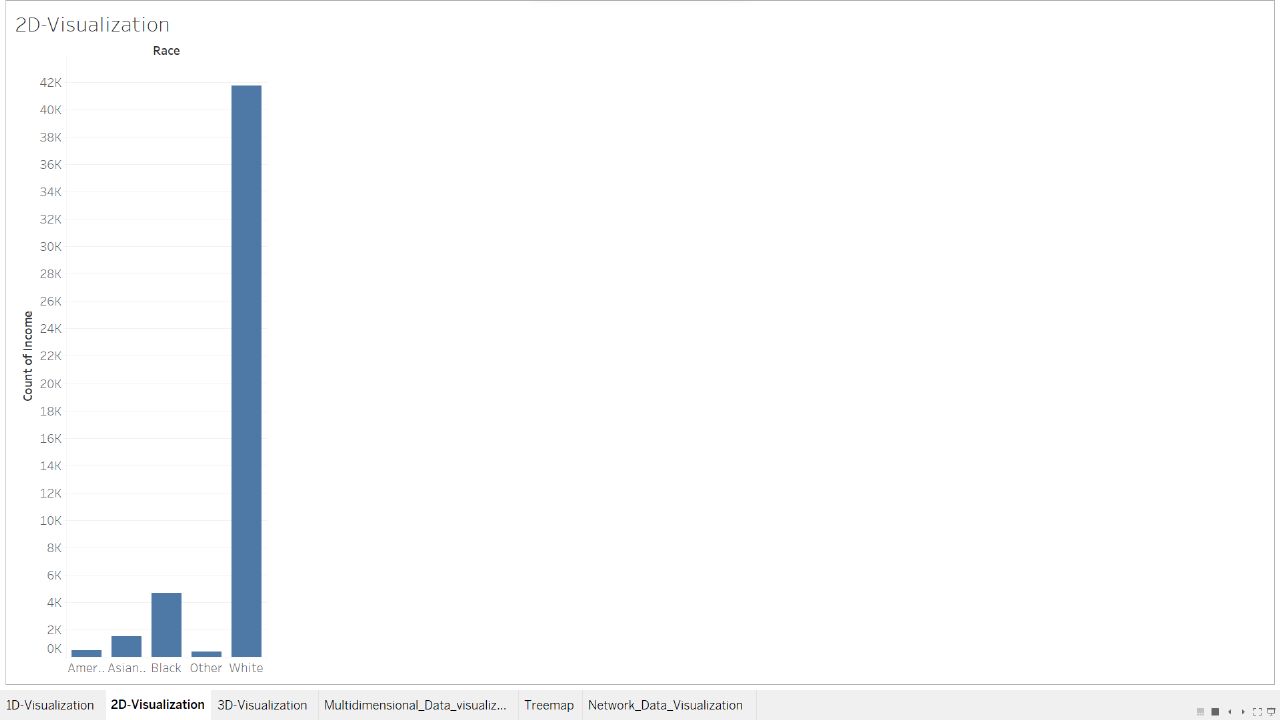 2D-Visualization
Race
42K
40K
38K
36K
34K
32K
30K
28K
26K
24K
22K
20K
18K
16K
14K
12K
10K
8K
6K
4K
2K
0K
Count of Income
Amer.. Asian.. Black Other White
1D-Visualization 2D-Visualization 3D-Visualization Multidimensional_Data_visualiz... Treemap Network_Data_Visualization